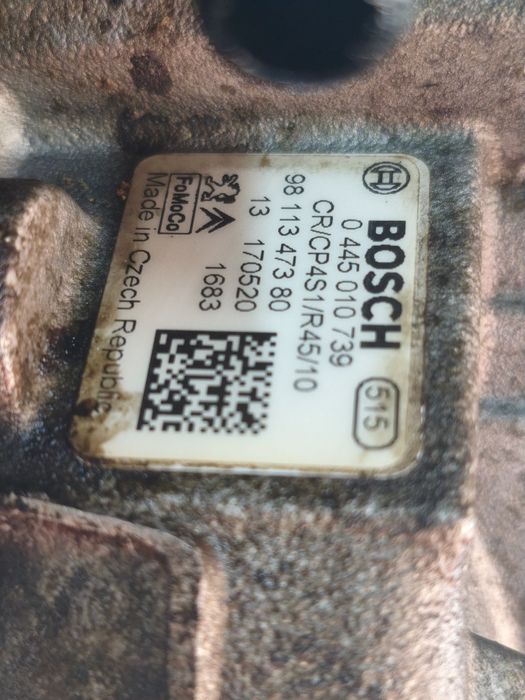 BOSCH 515
0 445 010 739
CR/CP4S1/R45/10
98 113 473 80
13 170520
1683
FoMoCo
Made in Czech Republic